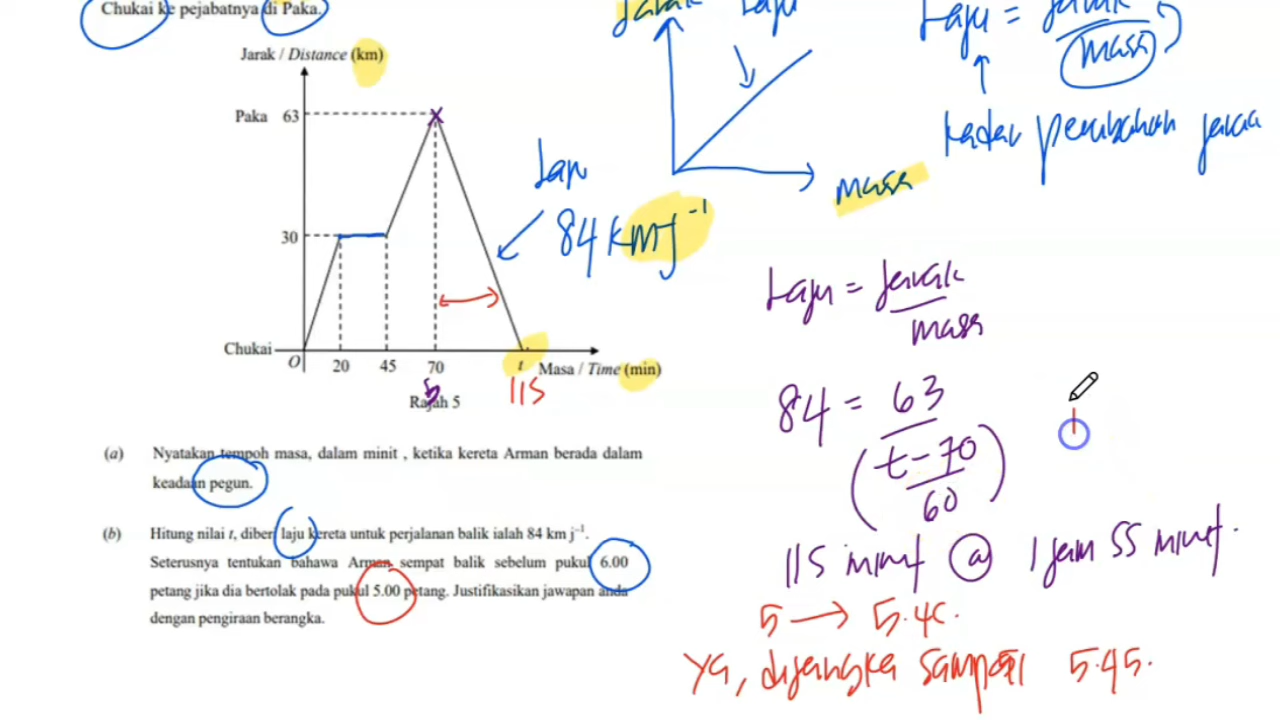 Chukai ke pejabatnya di Paka.
Jarak / Distance (km)
Paka 63
30
Chukai
O 20 45 70 t Masa / Time (min)
115
Rajah 5
(a) Nyatakan tempoh masa, dalam minit , ketika kereta Arman berada dalam
keadaan pegun.
(b) Hitung nilai t, diberi laju kereta untuk perjalanan balik ialah 84 km j⁻¹.
Seterusnya tentukan bahawa Arman sempat balik sebelum pukul 6.00
petang jika dia bertolak pada pukul 5.00 petang. Justifikasikan jawapan anda
dengan pengiraan berangka.
Jarak
Laju
masa
Laju
84 kmj⁻¹
Laju = Jarak
masa
kadar perubahan jarak
Laju = Jarak
masa
84 = 63
(t - 70)
60
115 minit @ 1 jam 55 minit.
5 → 5.45.
Ya, dijangka sampai 5.45.